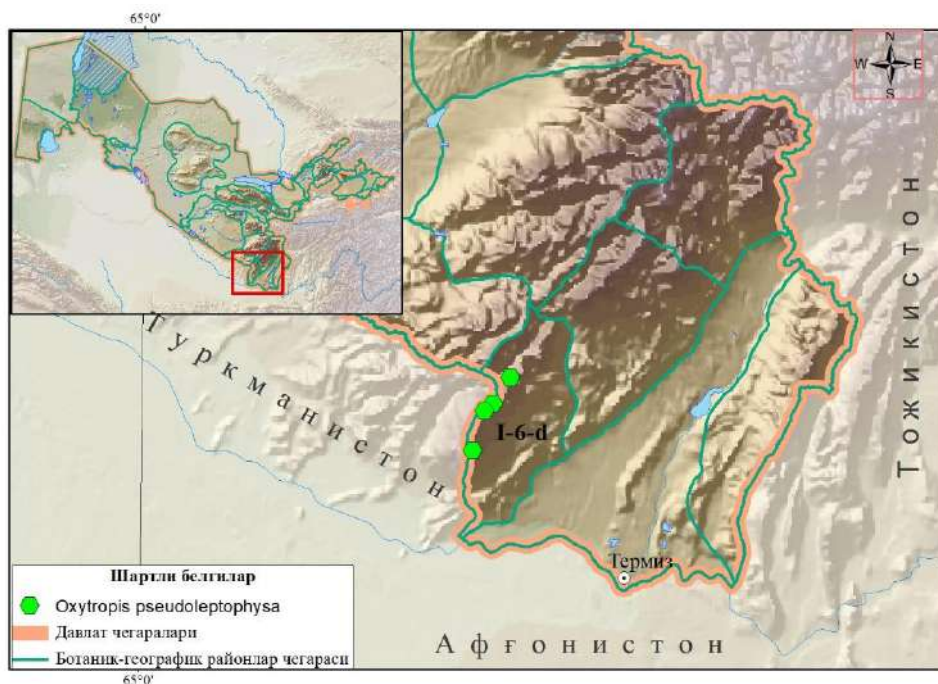 65°0'
N
W E
S
Туркманистон
Тожикистон
I-6-d
Термиз
Афғонистон
Шартли белгилар
Oxytropis pseudoleptophysa
Давлат чегаралари
Ботаник-географик районлар чегараси
65°0'